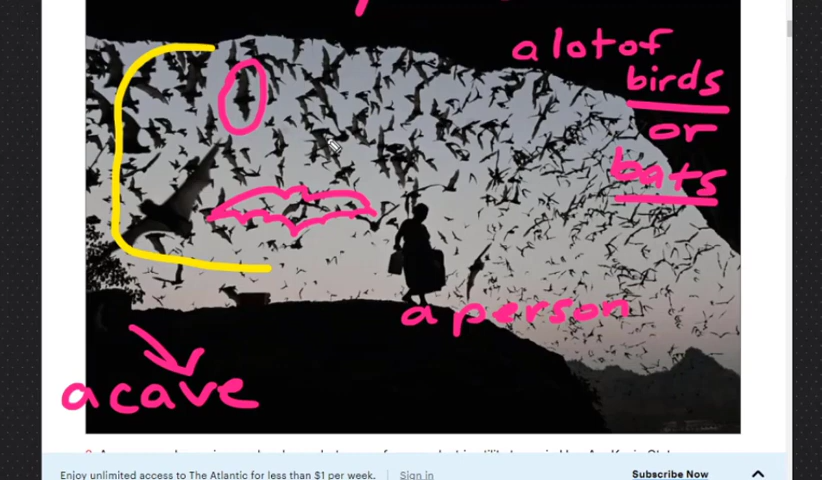 a lot of
birds
or
bats
a person
a cave
Enjoy unlimited access to The Atlantic for less than $1 per week.
Sign in
Subscribe Now